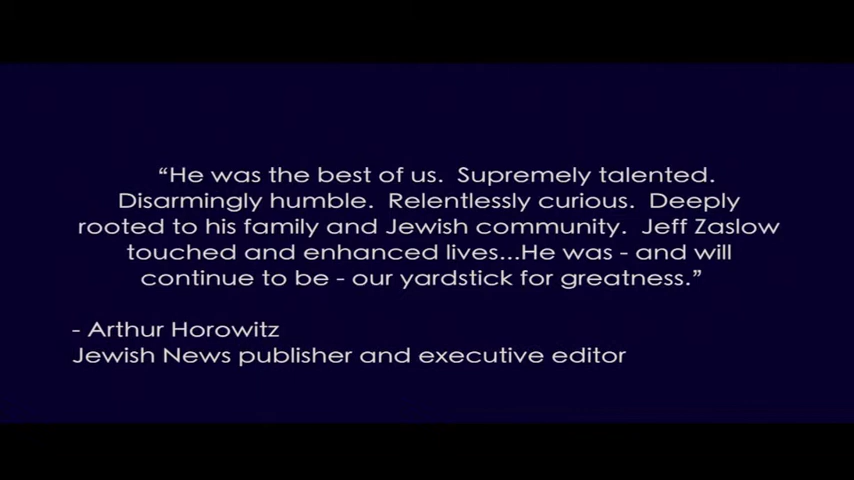 “He was the best of us.  Supremely talented.
Disarmingly humble.  Relentlessly curious.  Deeply
rooted to his family and Jewish community.  Jeff Zaslow
touched and enhanced lives...He was - and will
continue to be - our yardstick for greatness.”
- Arthur Horowitz
Jewish News publisher and executive editor